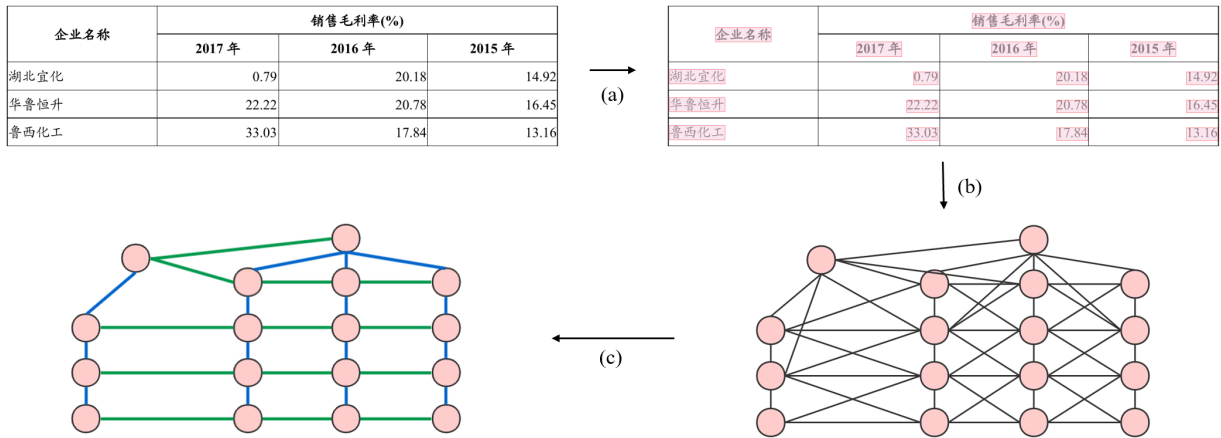 销售毛利率(%)
企业名称
2017 年 2016 年 2015 年
湖北宜化 0.79 20.18 14.92
华鲁恒升 22.22 20.78 16.45
鲁西化工 33.03 17.84 13.16
(a)
销售毛利率(%)
企业名称
2017 年 2016 年 2015 年
湖北宜化 0.79 20.18 14.92
华鲁恒升 22.22 20.78 16.45
鲁西化工 33.03 17.84 13.16
(b)
(c)